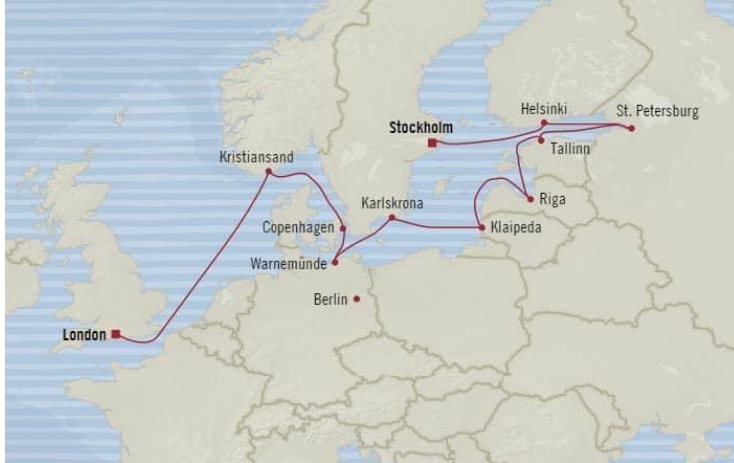 Helsinki
St. Petersburg
Stockholm
Tallinn
Kristiansand
Karlskrona
Riga
Copenhagen
Klaipeda
Warnemünde
Berlin
London